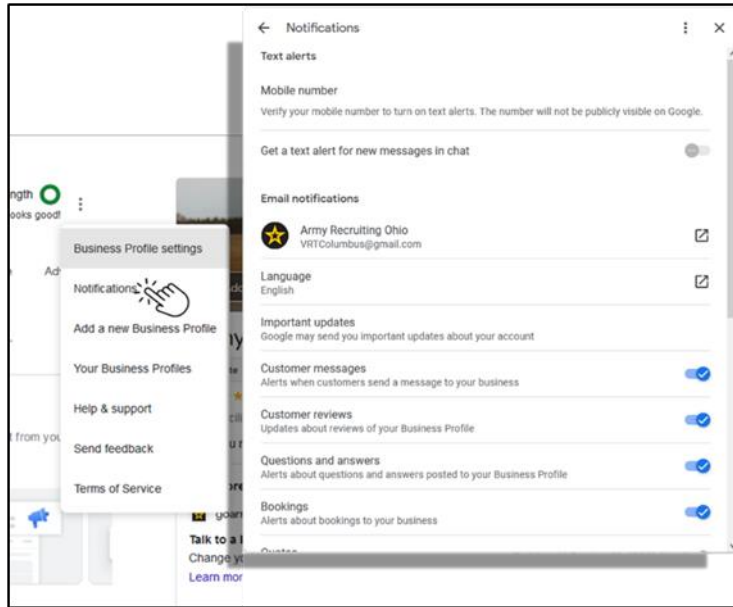 Notifications
Text alerts
Mobile number
Verify your mobile number to turn on text alerts. The number will not be publicly visible on Google.
Get a text alert for new messages in chat
Email notifications
Army Recruiting Ohio
VRTColumbus@gmail.com
Language
English
Important updates
Google may send you important updates about your account
Customer messages
Alerts when customers send a message to your business
Customer reviews
Updates about reviews of your Business Profile
Questions and answers
Alerts about questions and answers posted to your Business Profile
Bookings
Alerts about bookings to your business
ngth
ooks good!
Business Profile settings
Notifications
Add a new Business Profile
Your Business Profiles
Help & support
Send feedback
Terms of Service
t from you
Talk to a
Change y
Learn mor